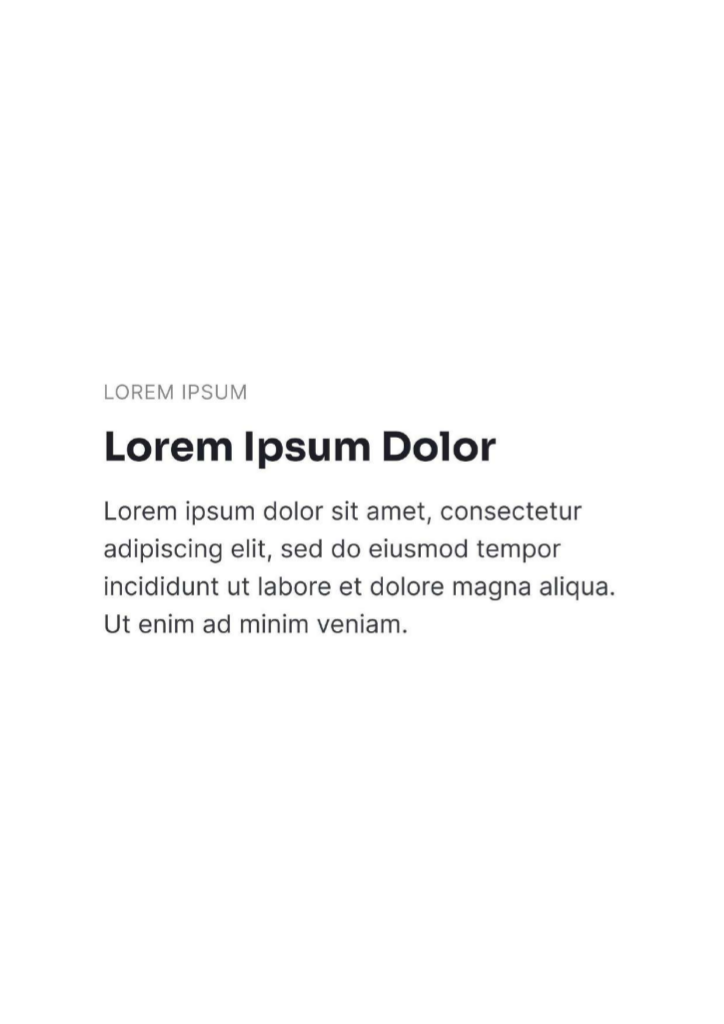 LOREM IPSUM
Lorem Ipsum Dolor
Lorem ipsum dolor sit amet, consectetur
adipiscing elit, sed do eiusmod tempor
incididunt ut labore et dolore magna aliqua.
Ut enim ad minim veniam.